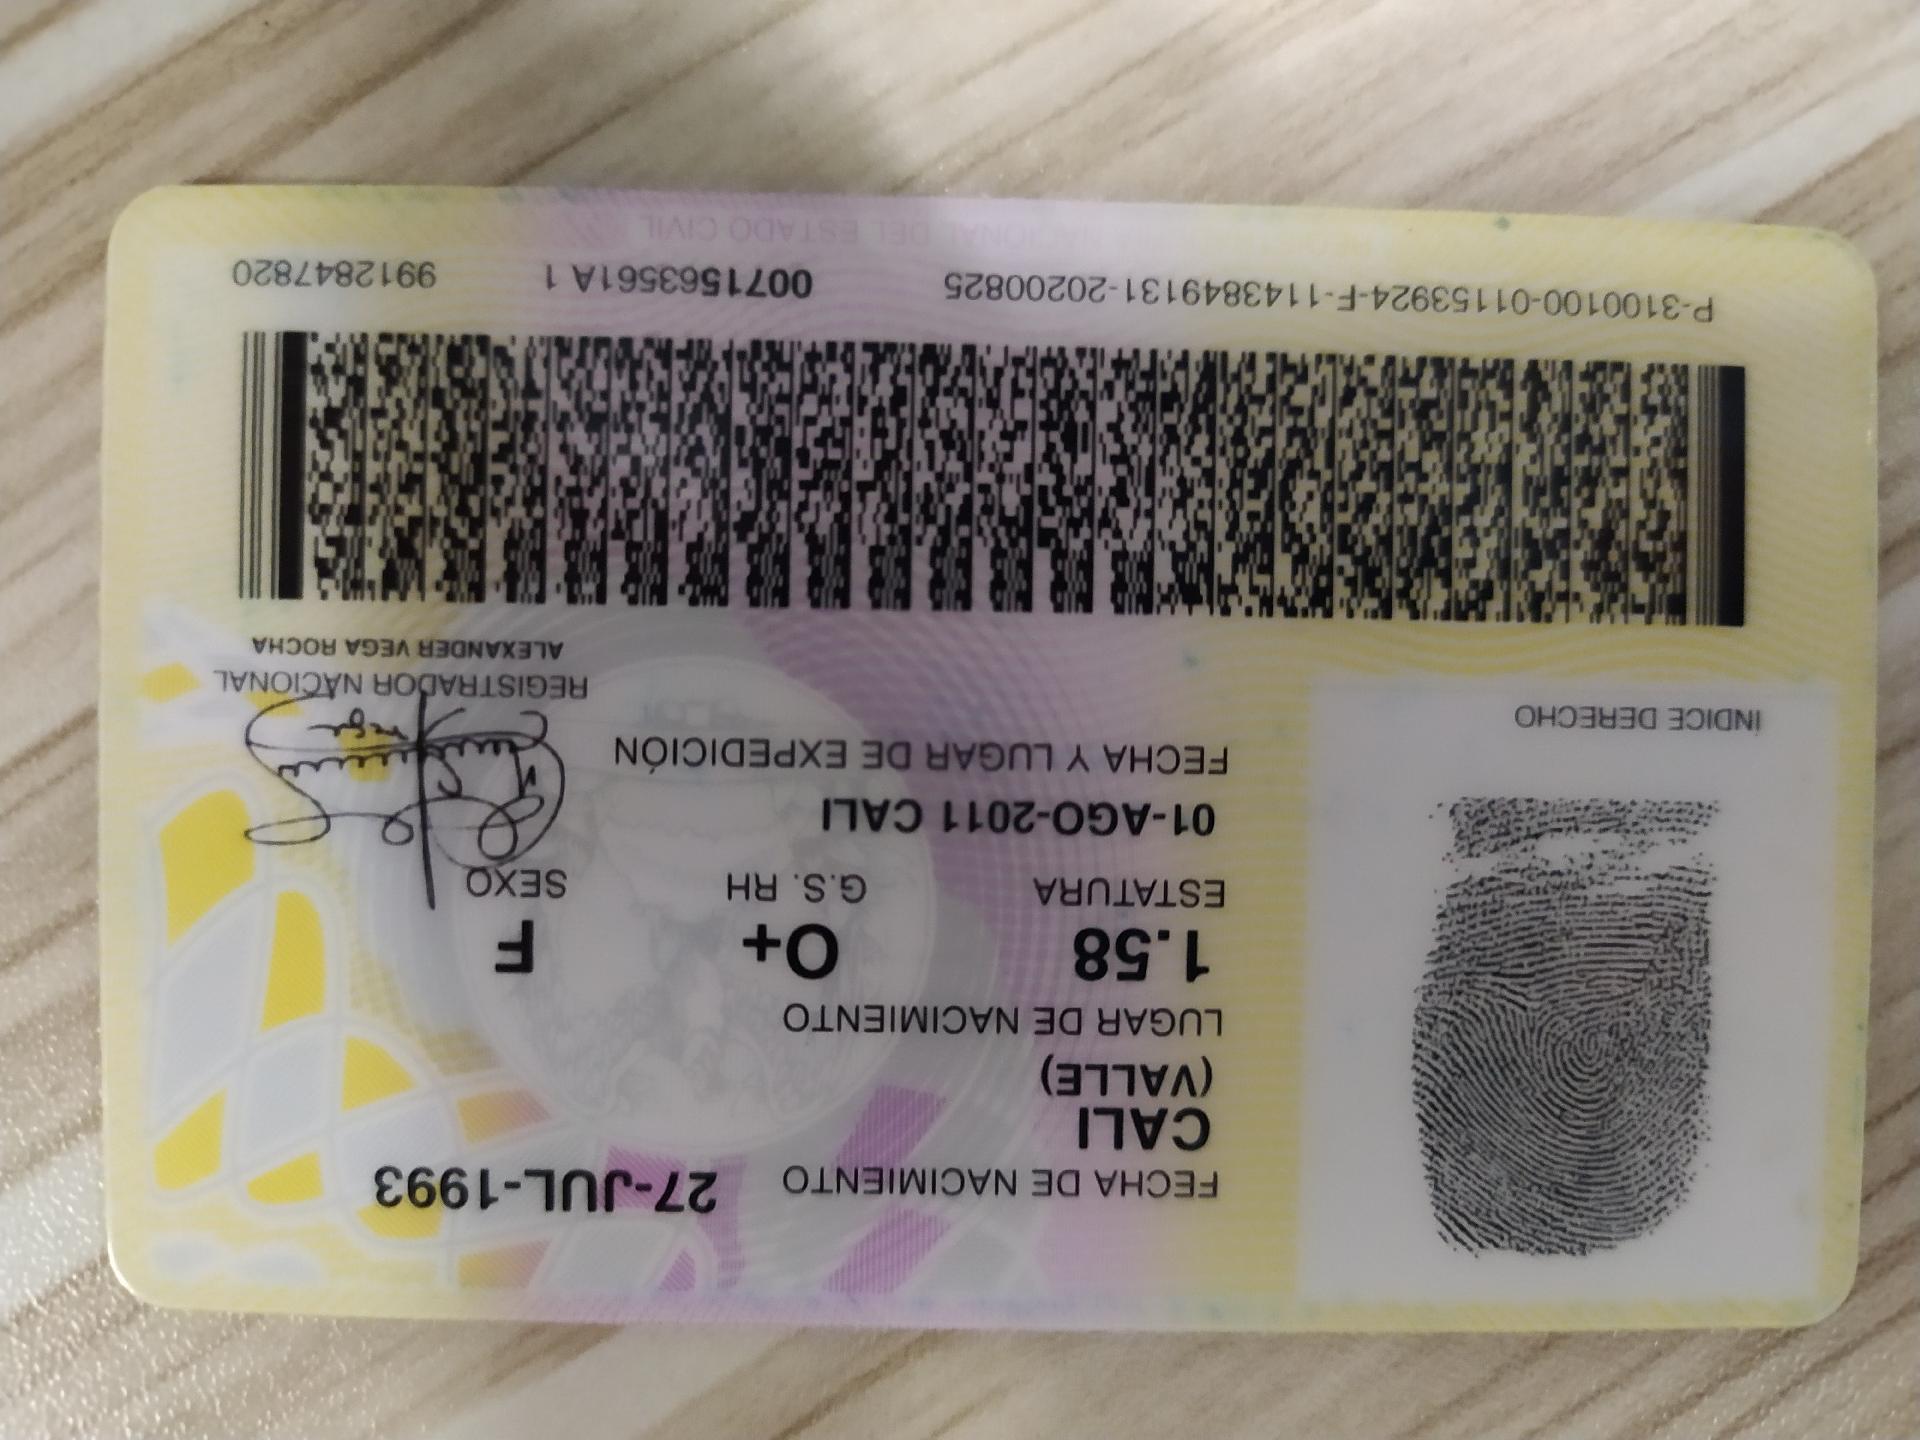 FECHA DE NACIMIENTO 27-JUL-1993
CALI
(VALLE)
LUGAR DE NACIMIENTO
1.58 O+ F
ESTATURA G.S. RH SEXO
01-AGO-2011 CALI
FECHA Y LUGAR DE EXPEDICIÓN
ÍNDICE DERECHO
REGISTRADOR NACIONAL
ALEXANDER VEGA ROCHA
P-3100100-01153924-F-1143849131-20200825 0071563561A 1 9912847820
NACIONAL DEL ESTADO CIVIL